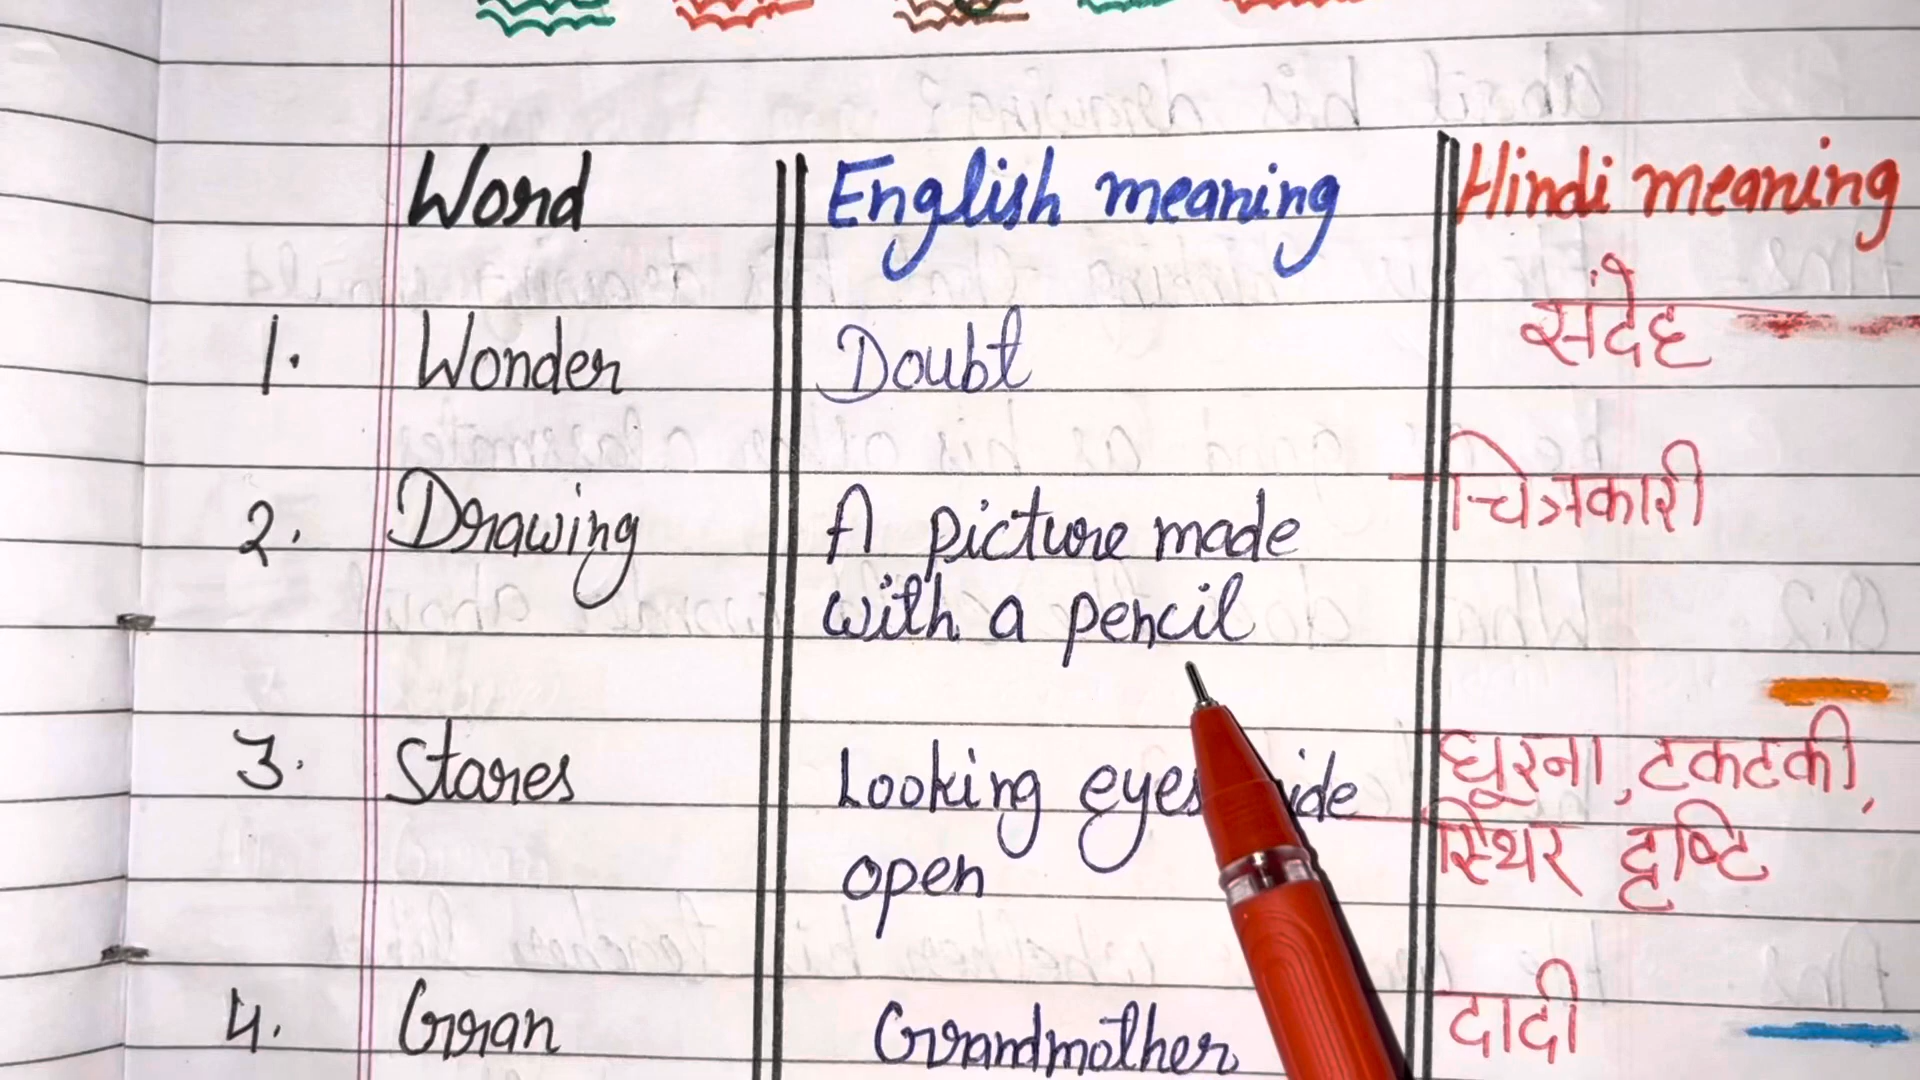 Word English meaning Hindi meaning
1. Wonder Doubt संदेह
2. Drawing A picture made चित्रकारी
with a pencil
3. Stares Looking eyes ide घूरना, टकटकी,
open स्थिर दृष्टि
4. Gran Grandmother दादी